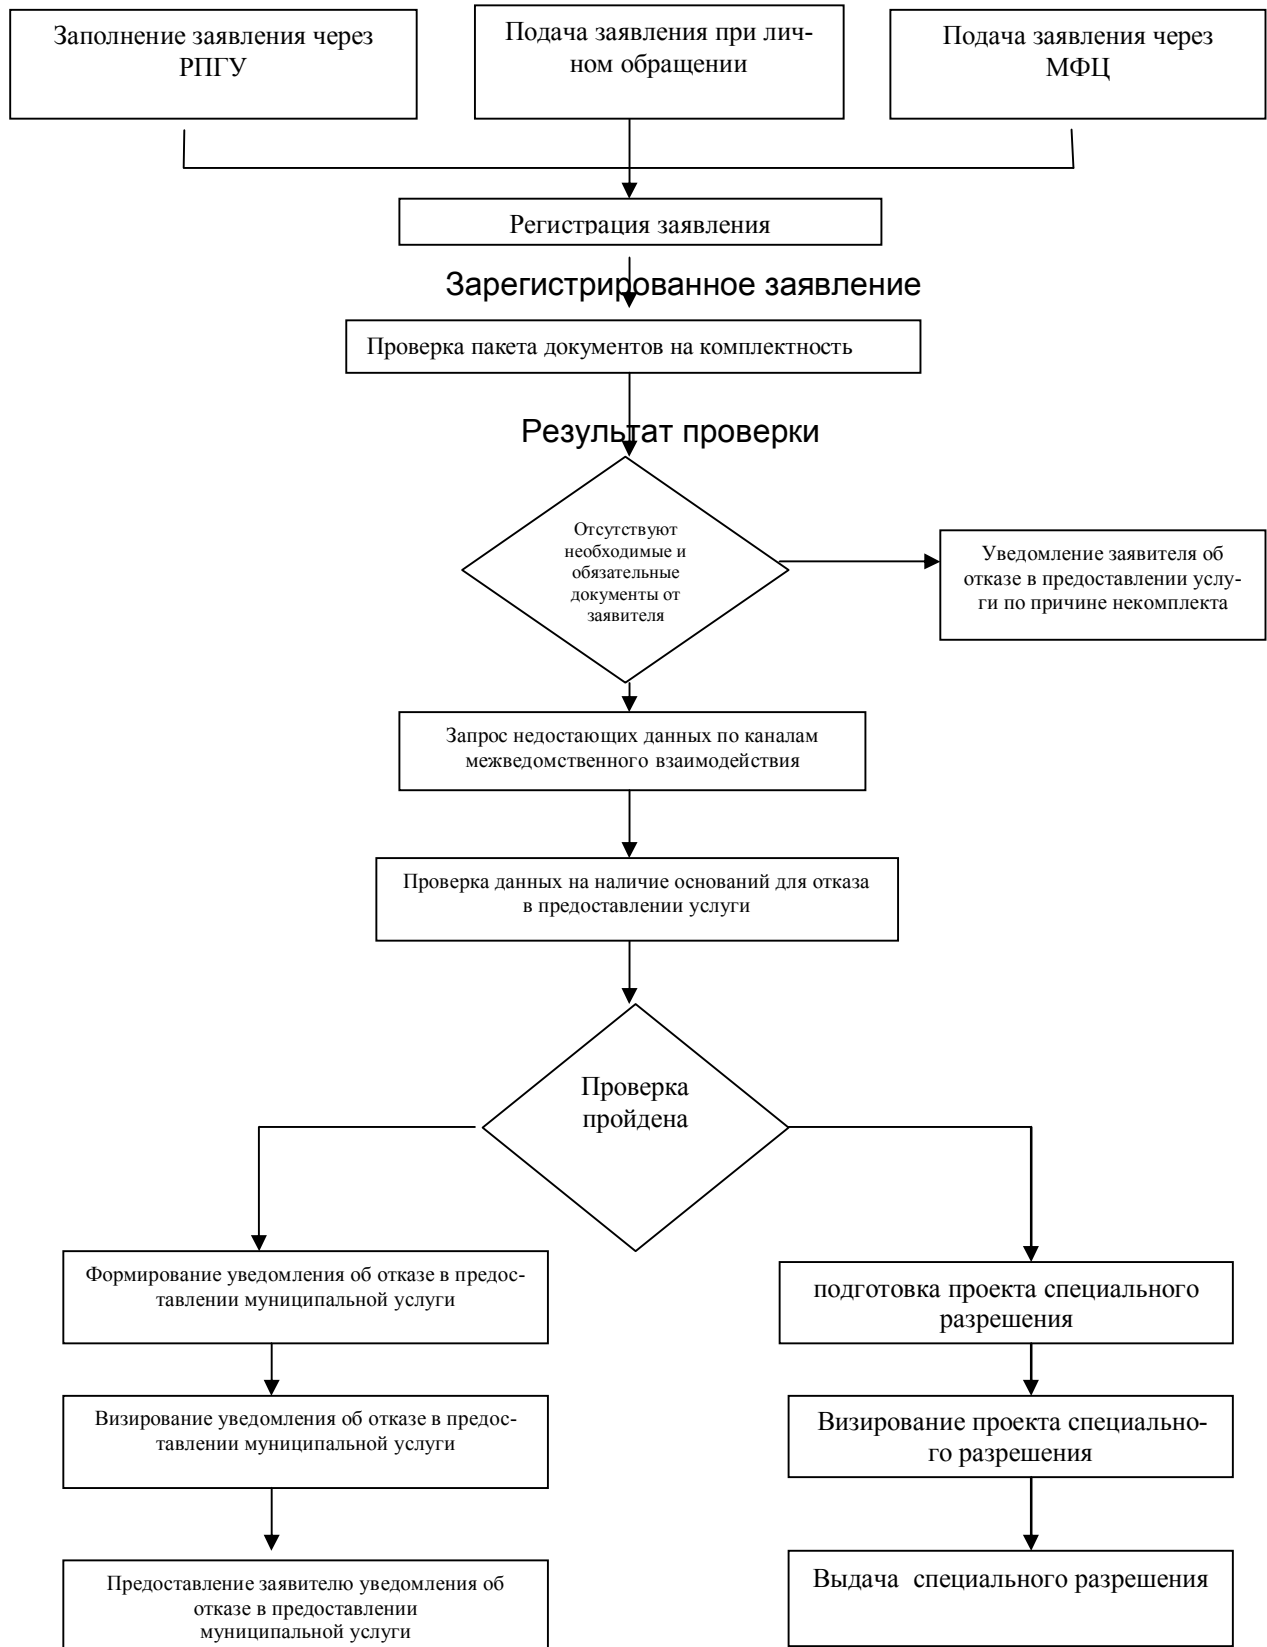 Заполнение заявления через
РПГУ
Подача заявления при лич-
ном обращении
Подача заявления через
МФЦ
Регистрация заявления
Зарегистрированное заявление
Проверка пакета документов на комплектность
Результат проверки
Отсутствуют
необходимые и
обязательные
документы от
заявителя
Уведомление заявителя об
отказе в предоставлении услу-
ги по причине некомплекта
Запрос недостающих данных по каналам
межведомственного взаимодействия
Проверка данных на наличие оснований для отказа
в предоставлении услуги
Проверка
пройдена
Формирование уведомления об отказе в предос-
тавлении муниципальной услуги
подготовка проекта специального
разрешения
Визирование уведомления об отказе в предос-
тавлении муниципальной услуги
Визирование проекта специально-
го разрешения
Предоставление заявителю уведомления об
отказе в предоставлении
муниципальной услуги
Выдача специального разрешения